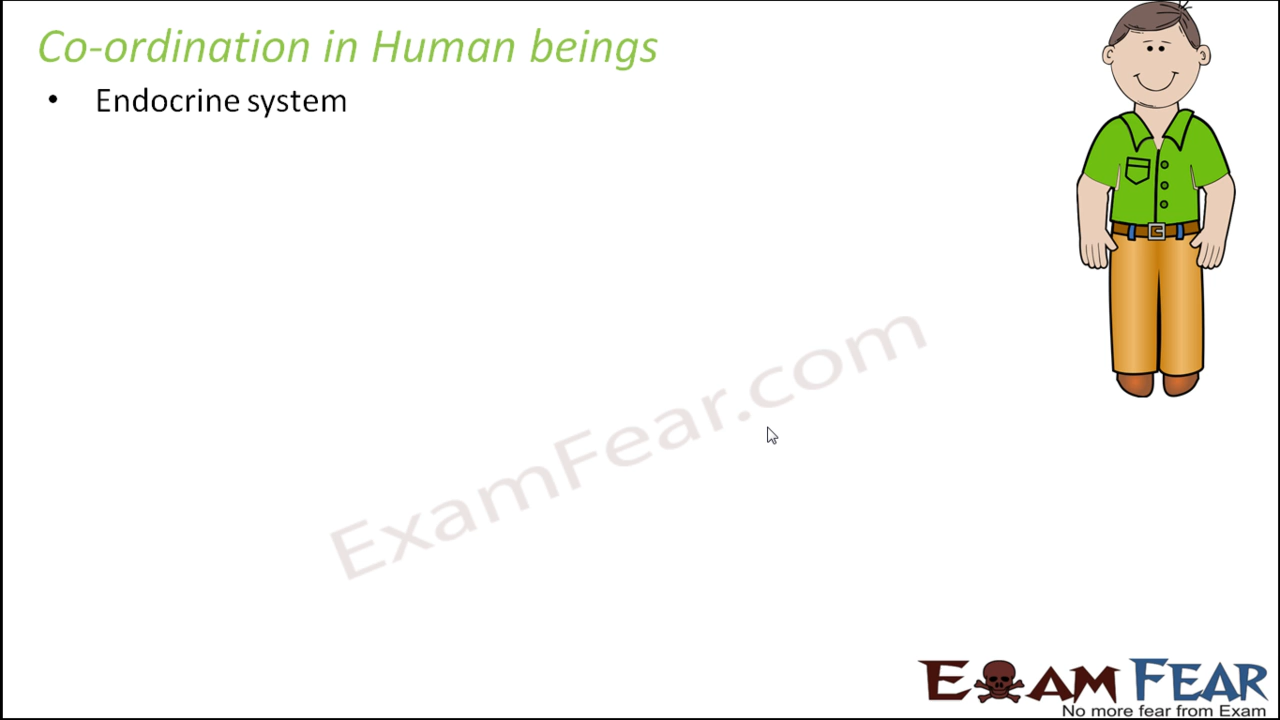 Co-ordination in Human beings
• Endocrine system
ExamFear.com
EXAM FEAR
No more fear from Exam